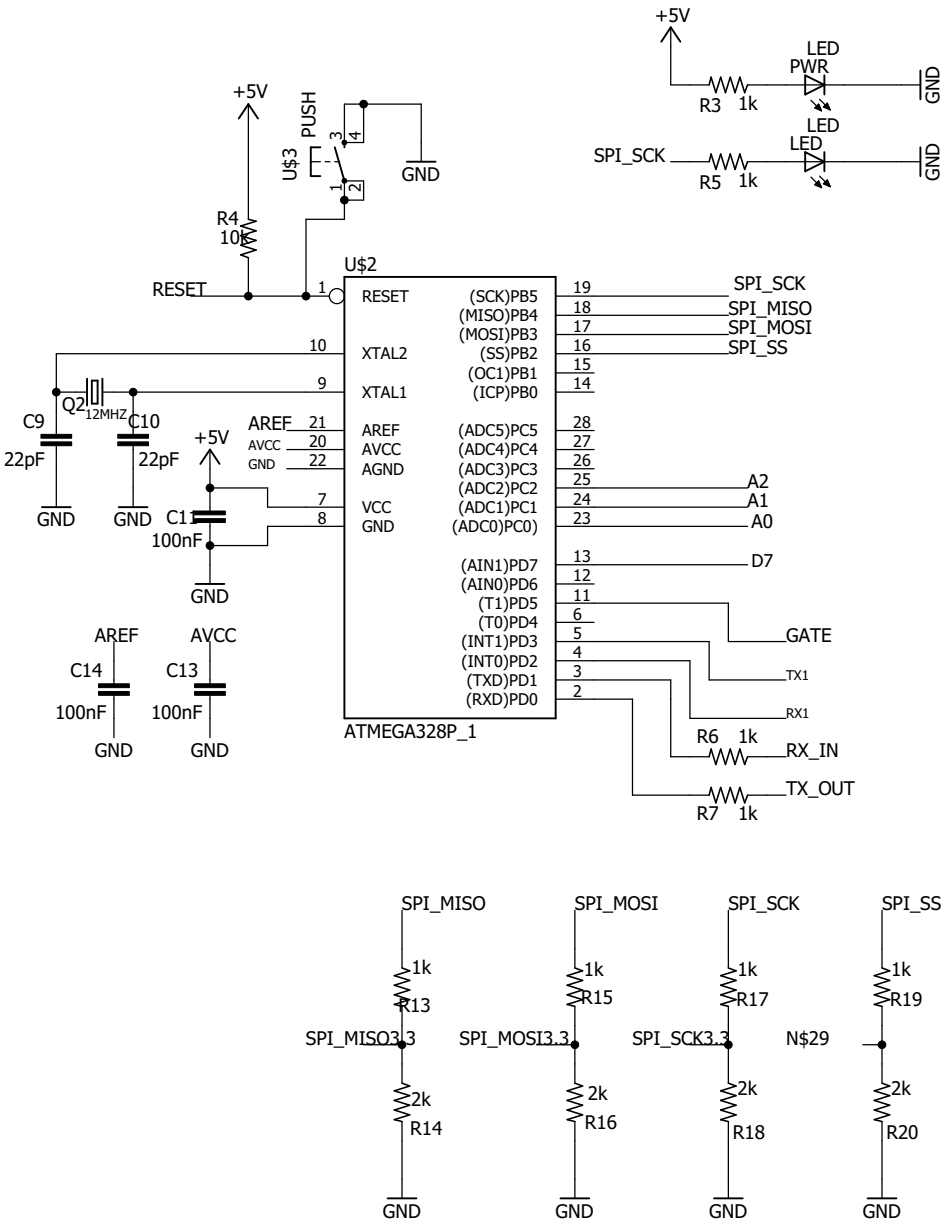 +5V
LED
PWR
R3 1k
GND
LED
LED
SPI_SCK
R5 1k
GND
+5V
U$3
PUSH
3
4
1
2
GND
R4
10k
RESET
U$2
1 RESET
10 XTAL2
9 XTAL1
21 AREF
20 AVCC
22 AGND
7 VCC
8 GND
(SCK)PB5 19 SPI_SCK
(MISO)PB4 18 SPI_MISO
(MOSI)PB3 17 SPI_MOSI
(SS)PB2 16 SPI_SS
(OC1)PB1 15
(ICP)PB0 14
(ADC5)PC5 28
(ADC4)PC4 27
(ADC3)PC3 26
(ADC2)PC2 25 A2
(ADC1)PC1 24 A1
(ADC0)PC0) 23 A0
(AIN1)PD7 13 D7
(AIN0)PD6 12
(T1)PD5 11 GATE
(T0)PD4 6
(INT1)PD3 5 TX1
(INT0)PD2 4 RX1
(TXD)PD1 3
(RXD)PD0 2
ATMEGA328P_1
R6 1k RX_IN
TX_OUT
R7 1k
Q2 12MHZ
C9
22pF
GND
C10
22pF
GND
AREF
AVCC
GND
+5V
C11
100nF
GND
AREF
C14
100nF
GND
AVCC
C13
100nF
GND
SPI_MISO
1k
R13
SPI_MISO3.3
2k
R14
GND
SPI_MOSI
1k
R15
SPI_MOSI3.3
2k
R16
GND
SPI_SCK
1k
R17
SPI_SCK3.3
2k
R18
GND
SPI_SS
1k
R19
N$29
2k
R20
GND